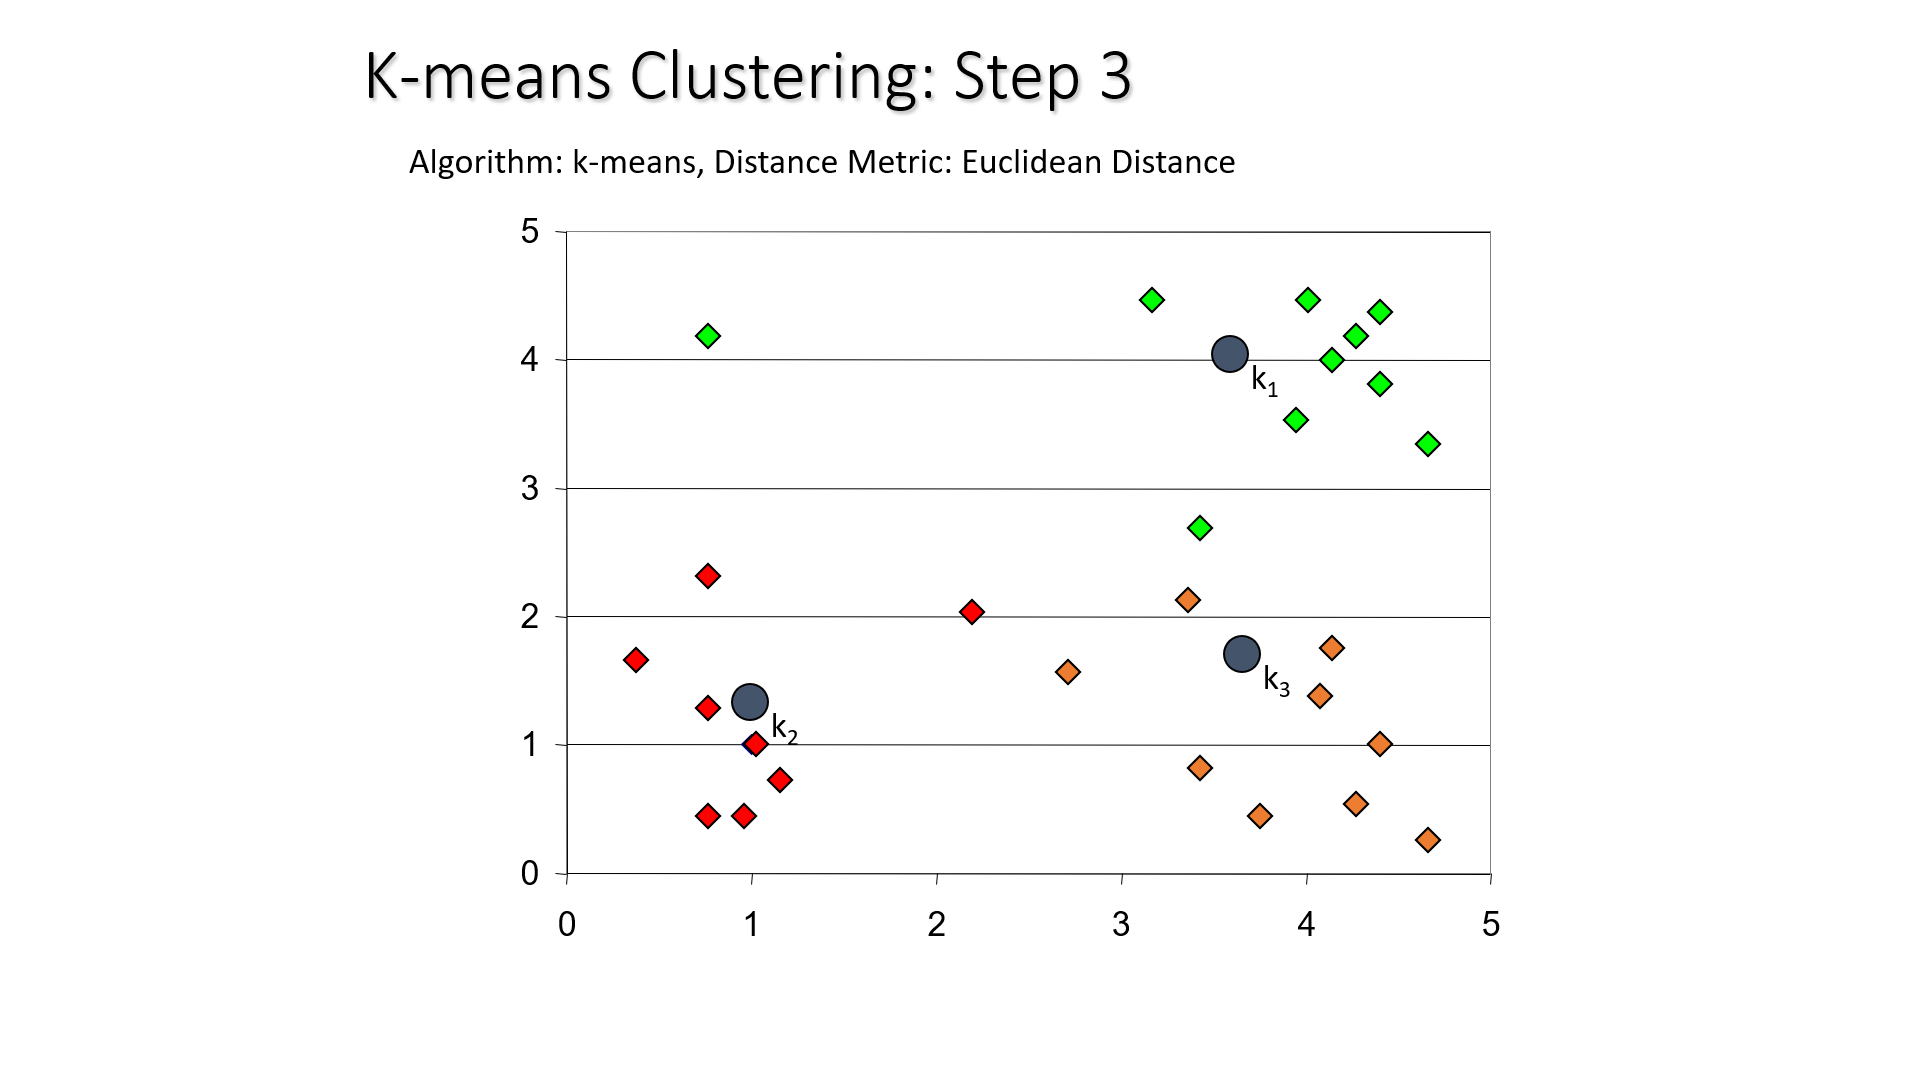 K-means Clustering: Step 3
Algorithm: k-means, Distance Metric: Euclidean Distance
5
4
k₁
3
2
k₃
k₂
1
0
0 1 2 3 4 5